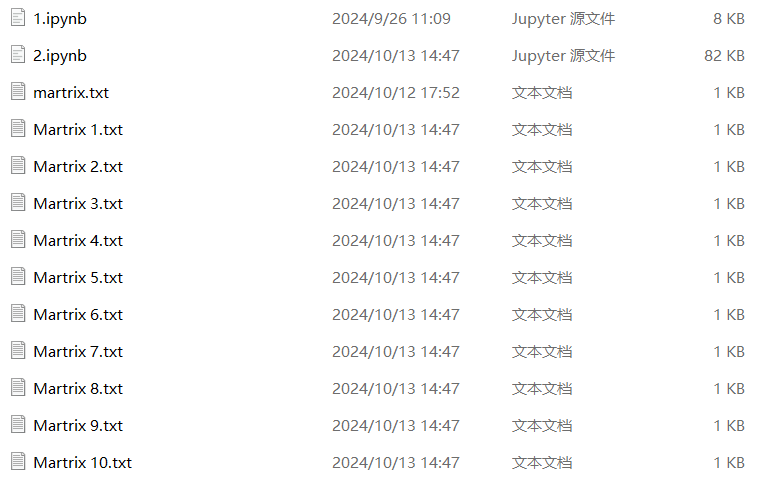 1.ipynb 2024/9/26 11:09 Jupyter 源文件 8 KB
2.ipynb 2024/10/13 14:47 Jupyter 源文件 82 KB
martrix.txt 2024/10/12 17:52 文本文档 1 KB
Martrix 1.txt 2024/10/13 14:47 文本文档 1 KB
Martrix 2.txt 2024/10/13 14:47 文本文档 1 KB
Martrix 3.txt 2024/10/13 14:47 文本文档 1 KB
Martrix 4.txt 2024/10/13 14:47 文本文档 1 KB
Martrix 5.txt 2024/10/13 14:47 文本文档 1 KB
Martrix 6.txt 2024/10/13 14:47 文本文档 1 KB
Martrix 7.txt 2024/10/13 14:47 文本文档 1 KB
Martrix 8.txt 2024/10/13 14:47 文本文档 1 KB
Martrix 9.txt 2024/10/13 14:47 文本文档 1 KB
Martrix 10.txt 2024/10/13 14:47 文本文档 1 KB